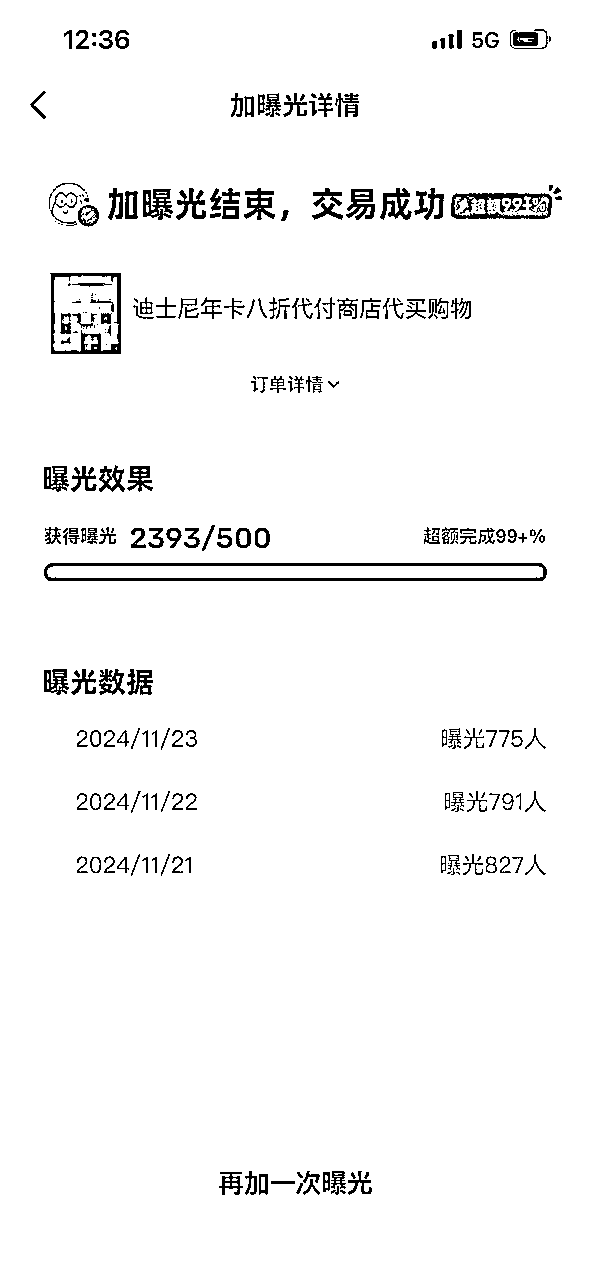 12:36
5G
加曝光详情
加曝光结束，交易成功
迪士尼年卡八折代付商店代买购物
订单详情
曝光效果
获得曝光 2393/500
超额完成99+%
曝光数据
2024/11/23 曝光775人
2024/11/22 曝光791人
2024/11/21 曝光827人
再加一次曝光